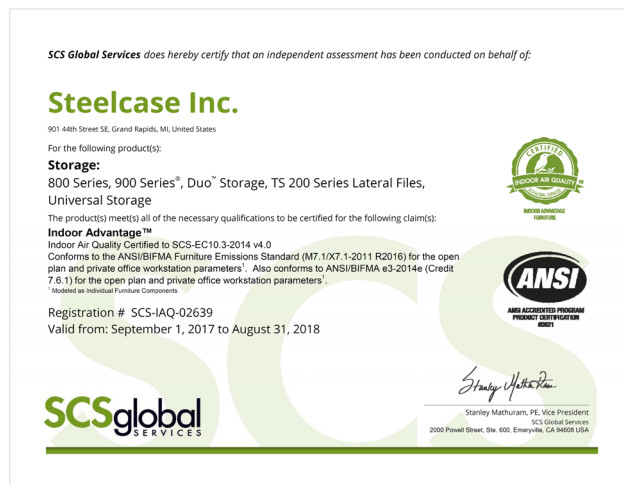 SCS Global Services does hereby certify that an independent assessment has been conducted on behalf of:
Steelcase Inc.
901 44th Street SE, Grand Rapids, MI, United States
For the following product(s):
Storage:
800 Series, 900 Series®, Duo™ Storage, TS 200 Series Lateral Files,
Universal Storage
The product(s) meet(s) all of the necessary qualifications to be certified for the following claim(s):
Indoor Advantage™
Indoor Air Quality Certified to SCS-EC10.3-2014 v4.0
Conforms to the ANSI/BIFMA Furniture Emissions Standard (M7.1/X7.1-2011 R2016) for the open
plan and private office workstation parameters¹. Also conforms to ANSI/BIFMA e3-2014e (Credit
7.6.1) for the open plan and private office workstation parameters¹.
¹ Modeled as Individual Furniture Components
Registration # SCS-IAQ-02639
Valid from: September 1, 2017 to August 31, 2018
CERTIFIED
INDOOR AIR QUALITY
INDOOR ADVANTAGE
FURNITURE
ANSI
ANSI ACCREDITED PROGRAM
PRODUCT CERTIFICATION
#0821
SCS
SCSglobal
SERVICES
Stanley Mathuram, PE, Vice President
SCS Global Services
2000 Powell Street, Ste. 600, Emeryville, CA 94608 USA